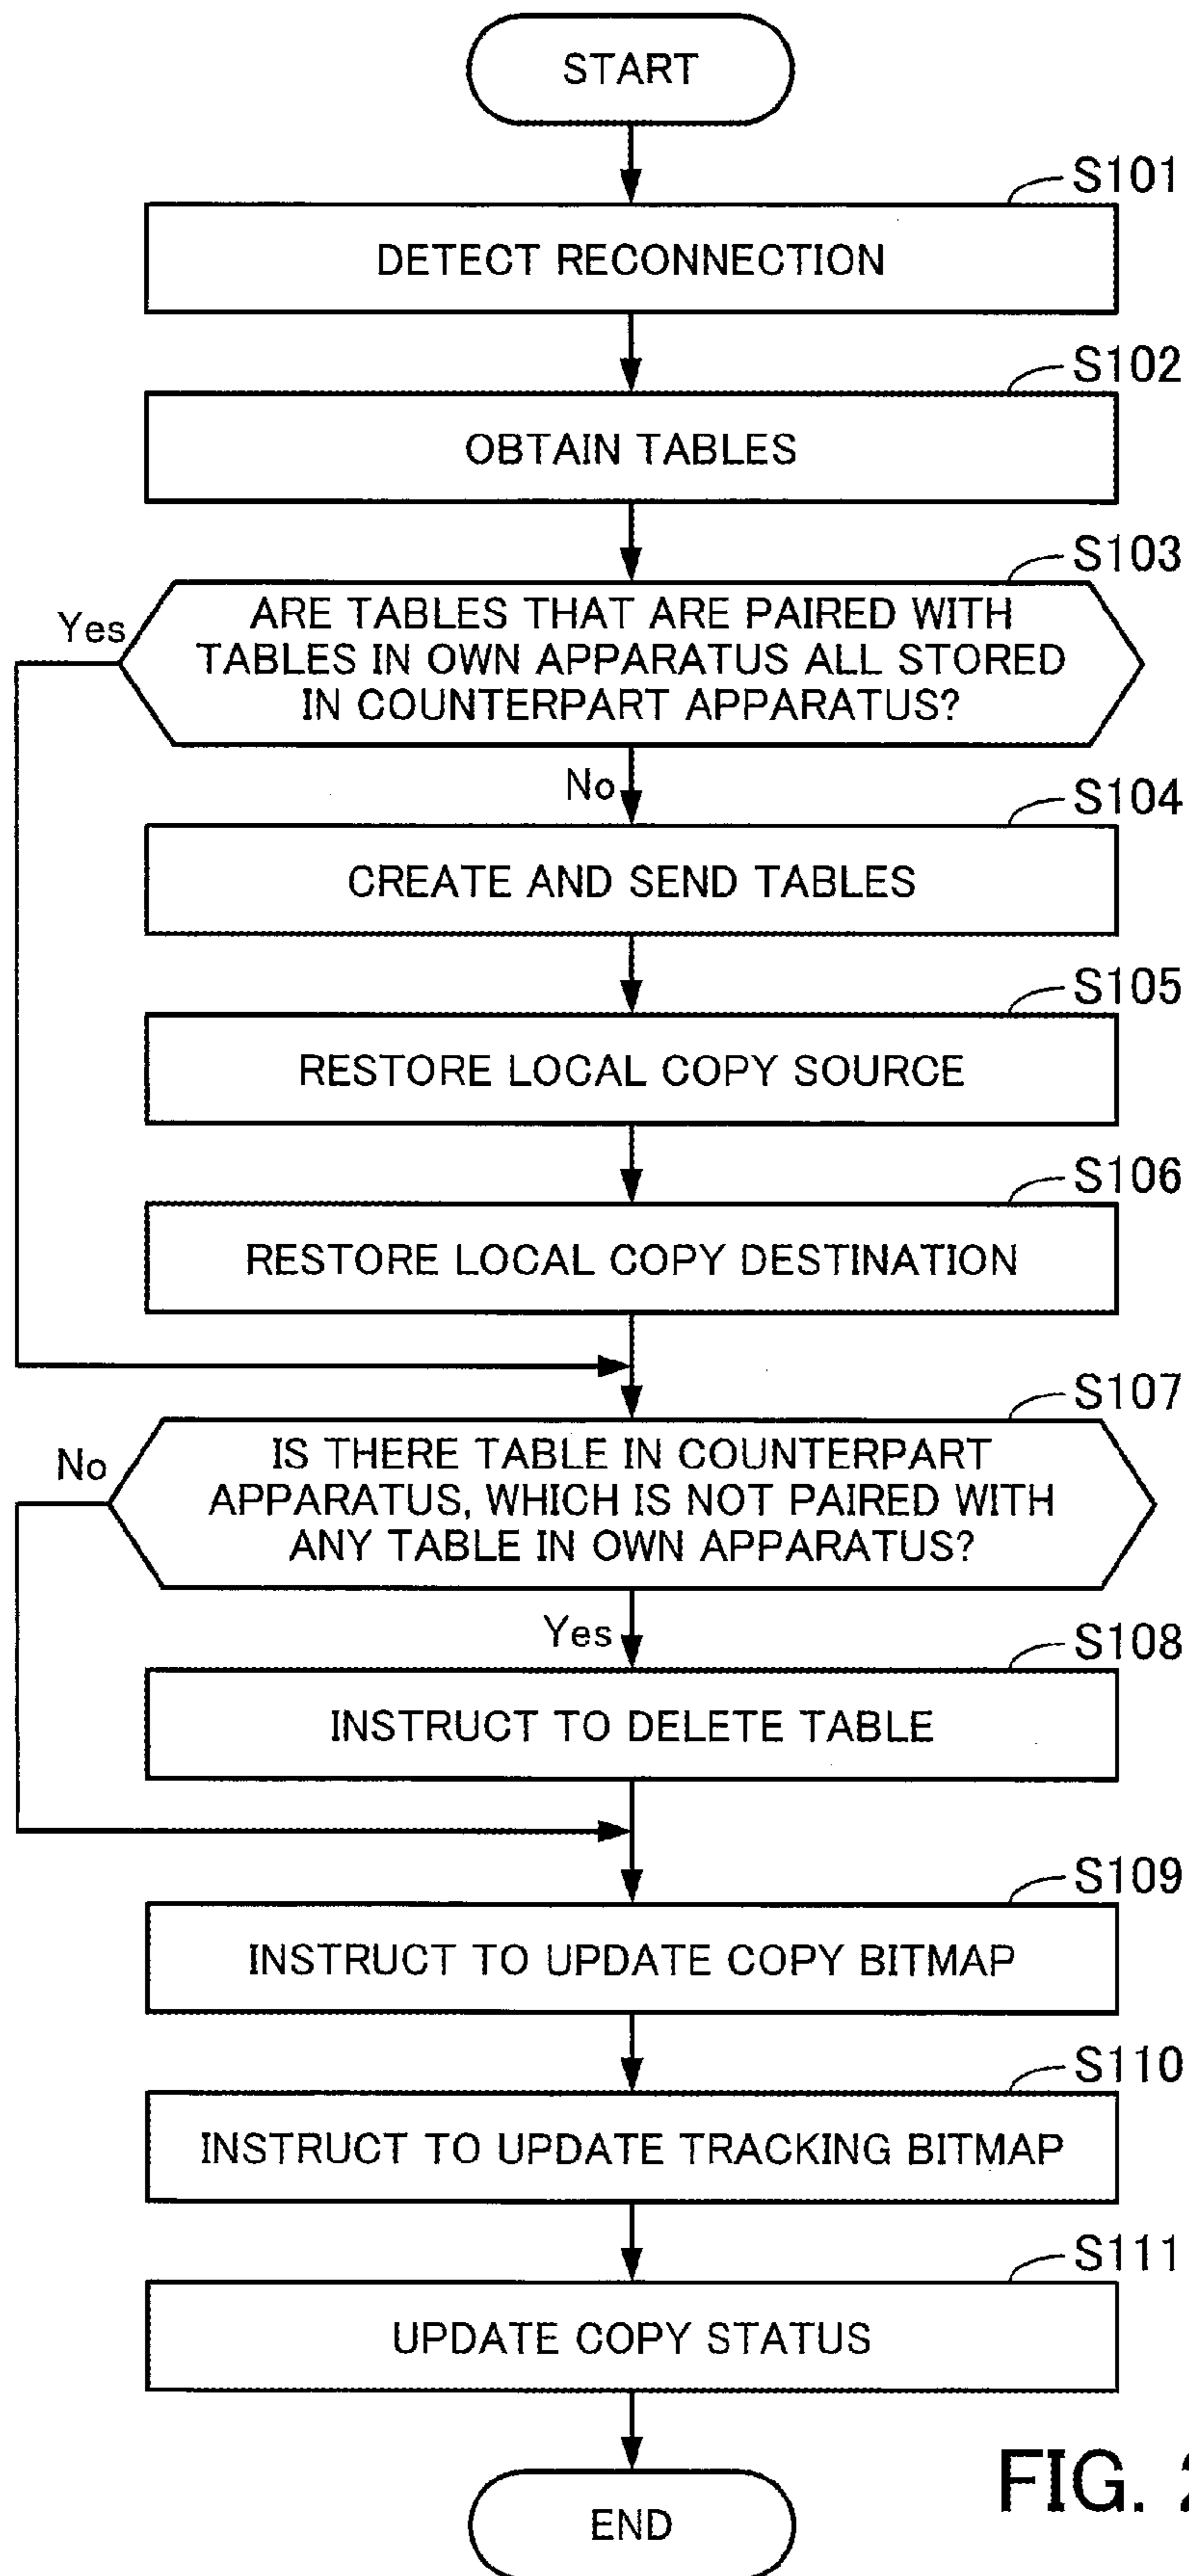 START
S101
DETECT RECONNECTION
S102
OBTAIN TABLES
S103
ARE TABLES THAT ARE PAIRED WITH
TABLES IN OWN APPARATUS ALL STORED
IN COUNTERPART APPARATUS?
Yes
No
S104
CREATE AND SEND TABLES
S105
RESTORE LOCAL COPY SOURCE
S106
RESTORE LOCAL COPY DESTINATION
S107
IS THERE TABLE IN COUNTERPART
APPARATUS, WHICH IS NOT PAIRED WITH
ANY TABLE IN OWN APPARATUS?
No
Yes
S108
INSTRUCT TO DELETE TABLE
S109
INSTRUCT TO UPDATE COPY BITMAP
S110
INSTRUCT TO UPDATE TRACKING BITMAP
S111
UPDATE COPY STATUS
END
FIG.